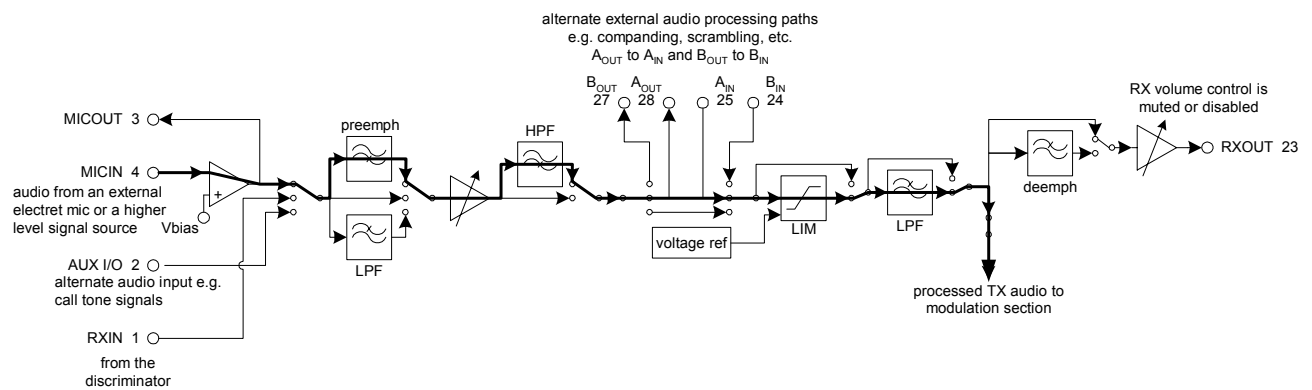 alternate external audio processing paths
e.g. companding, scrambling, etc.
AOUT to AIN and BOUT to BIN
BOUT 27
AOUT 28
AIN 25
BIN 24
RX volume control is
muted or disabled
MICOUT 3
preemph
HPF
MICIN 4
RXOUT 23
audio from an external
electret mic or a higher
level signal source
+
Vbias
deemph
voltage ref
LIM
LPF
LPF
AUX I/O 2
alternate audio input e.g.
call tone signals
processed TX audio to
modulation section
RXIN 1
from the
discriminator